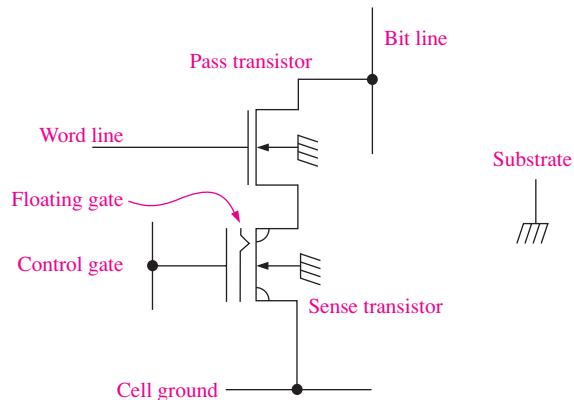 Bit line
Pass transistor
Word line
Substrate
Floating gate
Control gate
Sense transistor
Cell ground